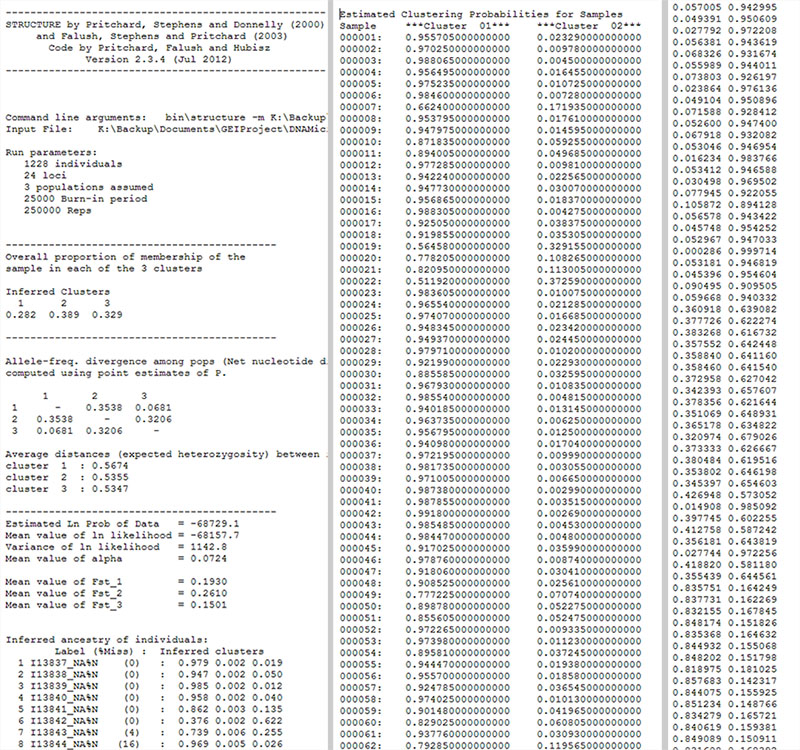 ------------------------------------------------
STRUCTURE by Pritchard, Stephens and Donnelly (2000)
and Falush, Stephens and Pritchard (2003)
Code by Pritchard, Falush and Hubisz
Version 2.3.4 (Jul 2012)
------------------------------------------------
Command line arguments: bin\structure -m K:\Backup
Input File: K:\Backup\Documents\GEIProject\DNAMic
Run parameters:
1228 individuals
24 loci
3 populations assumed
25000 Burn-in period
250000 Reps
----------------------------------------
Overall proportion of membership of the
sample in each of the 3 clusters
Inferred Clusters
1 2 3
0.282 0.389 0.329
----------------------------------------
Allele-freq. divergence among pops (Net nucleotide d
computed using point estimates of P.
1 2 3
1 - 0.3538 0.0681
2 0.3538 - 0.3206
3 0.0681 0.3206 -
Average distances (expected heterozygosity) between
cluster 1 : 0.5674
cluster 2 : 0.5355
cluster 3 : 0.5347
----------------------------------------
Estimated Ln Prob of Data = -68729.1
Mean value of ln likelihood = -68157.7
Variance of ln likelihood = 1142.8
Mean value of alpha = 0.0724
Mean value of Fst_1 = 0.1930
Mean value of Fst_2 = 0.2610
Mean value of Fst_3 = 0.1501
Inferred ancestry of individuals:
Label (%Miss) : Inferred clusters
1 I13837_NA%N (0) : 0.979 0.002 0.019
2 I13838_NA%N (0) : 0.947 0.002 0.050
3 I13839_NA%N (0) : 0.985 0.002 0.012
4 I13840_NA%N (0) : 0.958 0.002 0.040
5 I13841_NA%N (0) : 0.862 0.003 0.135
6 I13842_NA%N (0) : 0.376 0.002 0.622
7 I13843_NA%N (4) : 0.739 0.006 0.255
8 I13844_NA%N (16) : 0.969 0.005 0.026
Estimated Clustering Probabilities for Samples
Sample ***Cluster 01*** ***Cluster 02***
000001: 0.955705000000000 0.023290000000000
000002: 0.970250000000000 0.009780000000000
000003: 0.988065000000000 0.004500000000000
000004: 0.956495000000000 0.016455000000000
000005: 0.975235000000000 0.010725000000000
000006: 0.984600000000000 0.007280000000000
000007: 0.662400000000000 0.171935000000000
000008: 0.953795000000000 0.017610000000000
000009: 0.947975000000000 0.014595000000000
000010: 0.871835000000000 0.059255000000000
000011: 0.894005000000000 0.049685000000000
000012: 0.977285000000000 0.009810000000000
000013: 0.942240000000000 0.022565000000000
000014: 0.947730000000000 0.030070000000000
000015: 0.956865000000000 0.018370000000000
000016: 0.988305000000000 0.004275000000000
000017: 0.925050000000000 0.038375000000000
000018: 0.919855000000000 0.035305000000000
000019: 0.564580000000000 0.329155000000000
000020: 0.778205000000000 0.108265000000000
000021: 0.820950000000000 0.113005000000000
000022: 0.511920000000000 0.372590000000000
000023: 0.983605000000000 0.010075000000000
000024: 0.965540000000000 0.021285000000000
000025: 0.974070000000000 0.016685000000000
000026: 0.948345000000000 0.023420000000000
000027: 0.949370000000000 0.024450000000000
000028: 0.979710000000000 0.010200000000000
000029: 0.921990000000000 0.022930000000000
000030: 0.885585000000000 0.032595000000000
000031: 0.967930000000000 0.010835000000000
000032: 0.985540000000000 0.004815000000000
000033: 0.940185000000000 0.013145000000000
000034: 0.963735000000000 0.006250000000000
000035: 0.956795000000000 0.012500000000000
000036: 0.940980000000000 0.017040000000000
000037: 0.972195000000000 0.009990000000000
000038: 0.981735000000000 0.003055000000000
000039: 0.971005000000000 0.006650000000000
000040: 0.987380000000000 0.002990000000000
000041: 0.987855000000000 0.003515000000000
000042: 0.991800000000000 0.002690000000000
000043: 0.985485000000000 0.004530000000000
000044: 0.984470000000000 0.004800000000000
000045: 0.917025000000000 0.035990000000000
000046: 0.978760000000000 0.008740000000000
000047: 0.918060000000000 0.030410000000000
000048: 0.908525000000000 0.025610000000000
000049: 0.777225000000000 0.070740000000000
000050: 0.898780000000000 0.052275000000000
000051: 0.855605000000000 0.052475000000000
000052: 0.972265000000000 0.009335000000000
000053: 0.973980000000000 0.011230000000000
000054: 0.895810000000000 0.037245000000000
000055: 0.944470000000000 0.019380000000000
000056: 0.955700000000000 0.018580000000000
000057: 0.924785000000000 0.036545000000000
000058: 0.974025000000000 0.010130000000000
000059: 0.901480000000000 0.041965000000000
000060: 0.829025000000000 0.060805000000000
000061: 0.937760000000000 0.030930000000000
000062: 0.792850000000000 0.119565000000000
0.057005 0.942995
0.049391 0.950609
0.027792 0.972208
0.056381 0.943619
0.068326 0.931674
0.055989 0.944011
0.073803 0.926197
0.023864 0.976136
0.049104 0.950896
0.071588 0.928412
0.052600 0.947400
0.067918 0.932082
0.053046 0.946954
0.016234 0.983766
0.053412 0.946588
0.030498 0.969502
0.077945 0.922055
0.105872 0.894128
0.056578 0.943422
0.045748 0.954252
0.052967 0.947033
0.000286 0.999714
0.053181 0.946819
0.045396 0.954604
0.090495 0.909505
0.059668 0.940332
0.360918 0.639082
0.377726 0.622274
0.383268 0.616732
0.357552 0.642448
0.358840 0.641160
0.358460 0.641540
0.372958 0.627042
0.342393 0.657607
0.378356 0.621644
0.351069 0.648931
0.365178 0.634822
0.320974 0.679026
0.373333 0.626667
0.380484 0.619516
0.353802 0.646198
0.345397 0.654603
0.426948 0.573052
0.014908 0.985092
0.397745 0.602255
0.412758 0.587242
0.356181 0.643819
0.027744 0.972256
0.418820 0.581180
0.355439 0.644561
0.835751 0.164249
0.837731 0.162269
0.832155 0.167845
0.848174 0.151826
0.835368 0.164632
0.844932 0.155068
0.848202 0.151798
0.818975 0.181025
0.857683 0.142317
0.844075 0.155925
0.851234 0.148766
0.834279 0.165721
0.840619 0.159381
0.849089 0.150911